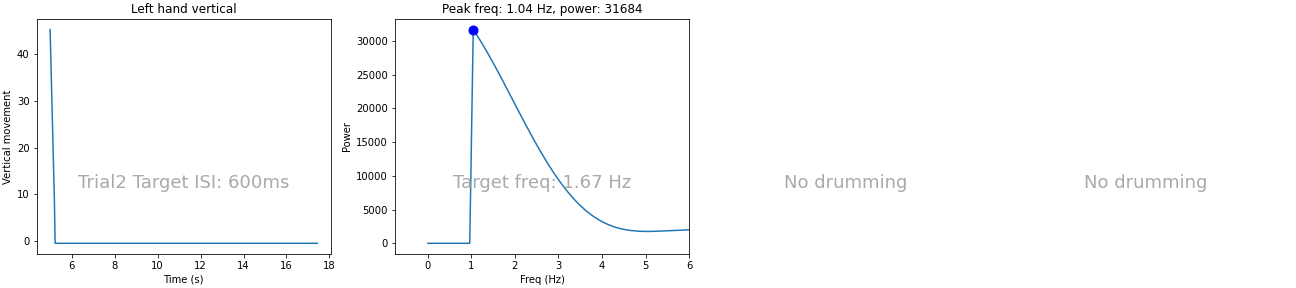 Left hand vertical
Vertical movement
40
30
20
10
0
6 8 10 12 14 16 18
Time (s)
Trial2 Target ISI: 600ms
Peak freq: 1.04 Hz, power: 31684
Power
30000
25000
20000
15000
10000
5000
0
0 1 2 3 4 5 6
Freq (Hz)
Target freq: 1.67 Hz
No drumming
No drumming